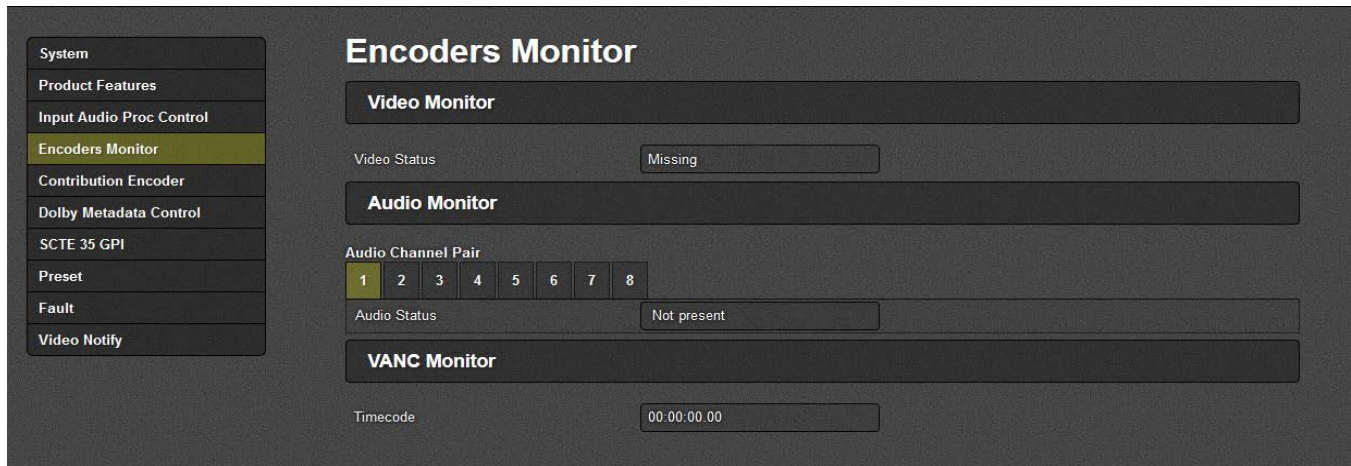 System
Product Features
Input Audio Proc Control
Encoders Monitor
Contribution Encoder
Dolby Metadata Control
SCTE 35 GPI
Preset
Fault
Video Notify
Encoders Monitor
Video Monitor
Video Status Missing
Audio Monitor
Audio Channel Pair
1 2 3 4 5 6 7 8
Audio Status Not present
VANC Monitor
Timecode 00:00:00.00